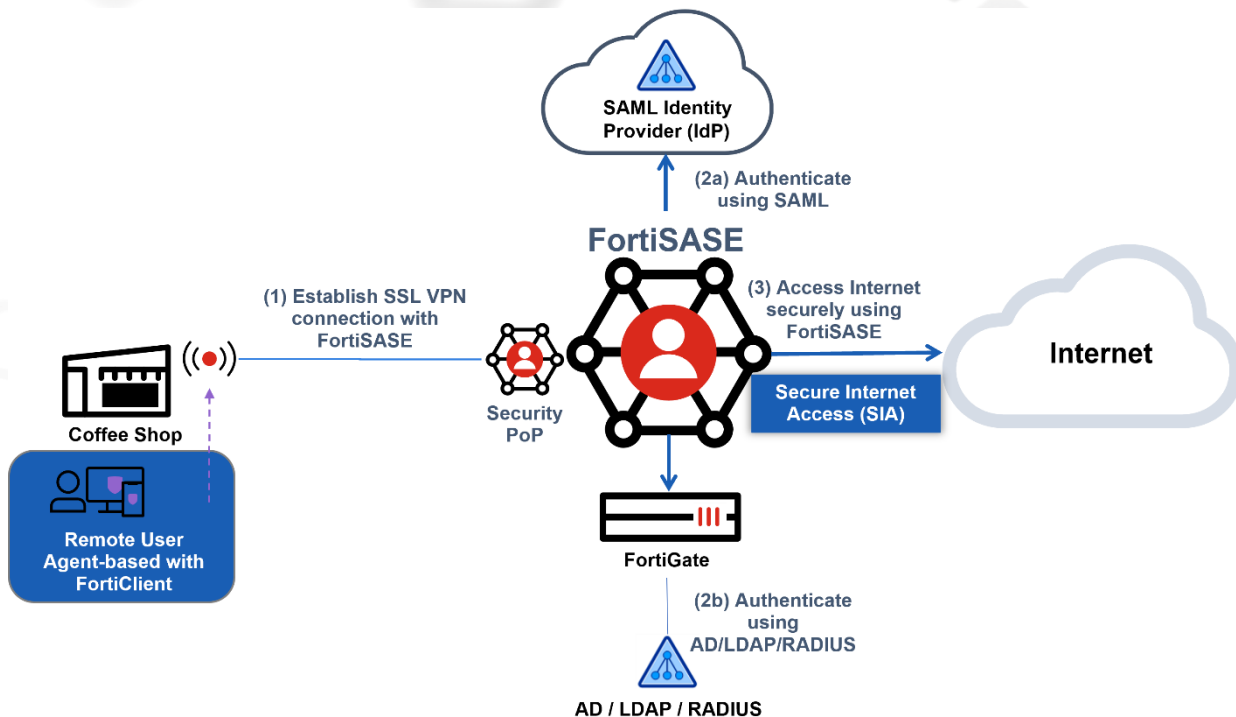 SAML Identity
Provider (IdP)
(2a) Authenticate
using SAML
FortiSASE
(1) Establish SSL VPN
connection with
FortiSASE
(3) Access Internet
securely using
FortiSASE
Internet
Secure Internet
Access (SIA)
Security
PoP
Coffee Shop
Remote User
Agent-based with
FortiClient
FortiGate
(2b) Authenticate
using
AD/LDAP/RADIUS
AD / LDAP / RADIUS